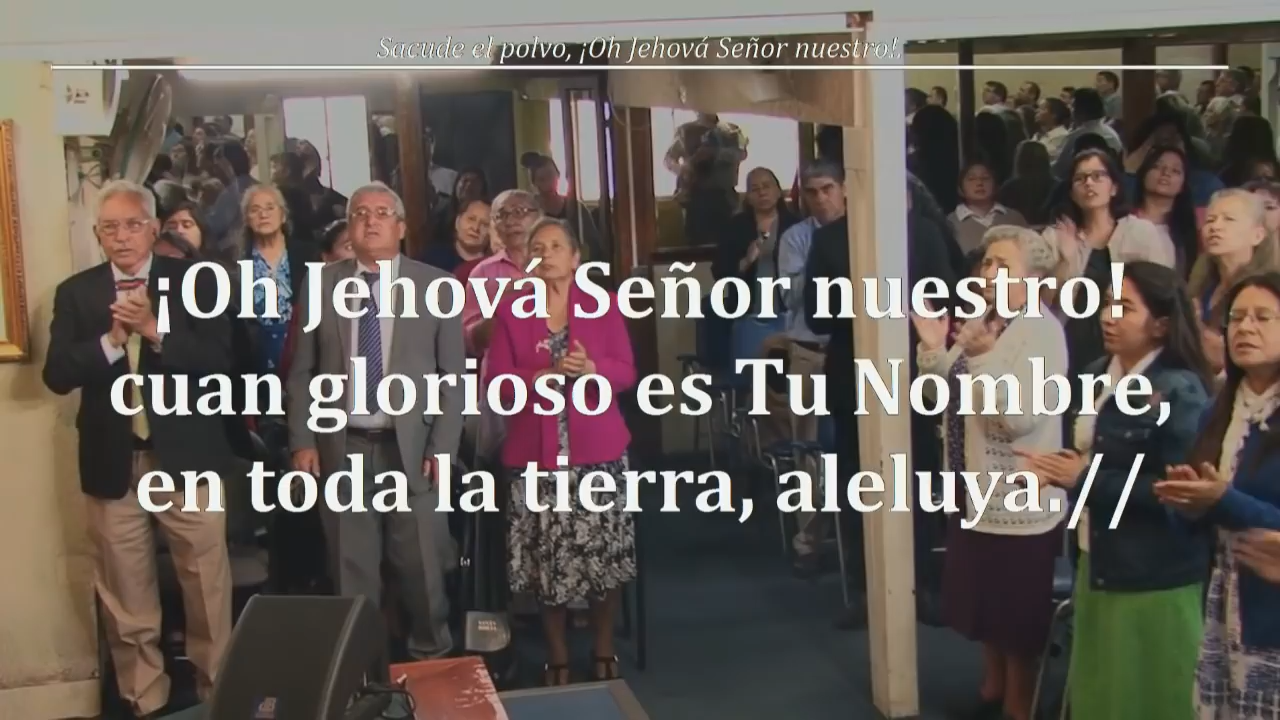 Sacude el polvo, ¡Oh Jehová Señor nuestro!.
¡Oh Jehová Señor nuestro!
cuan glorioso es Tu Nombre,
en toda la tierra, aleluya.//